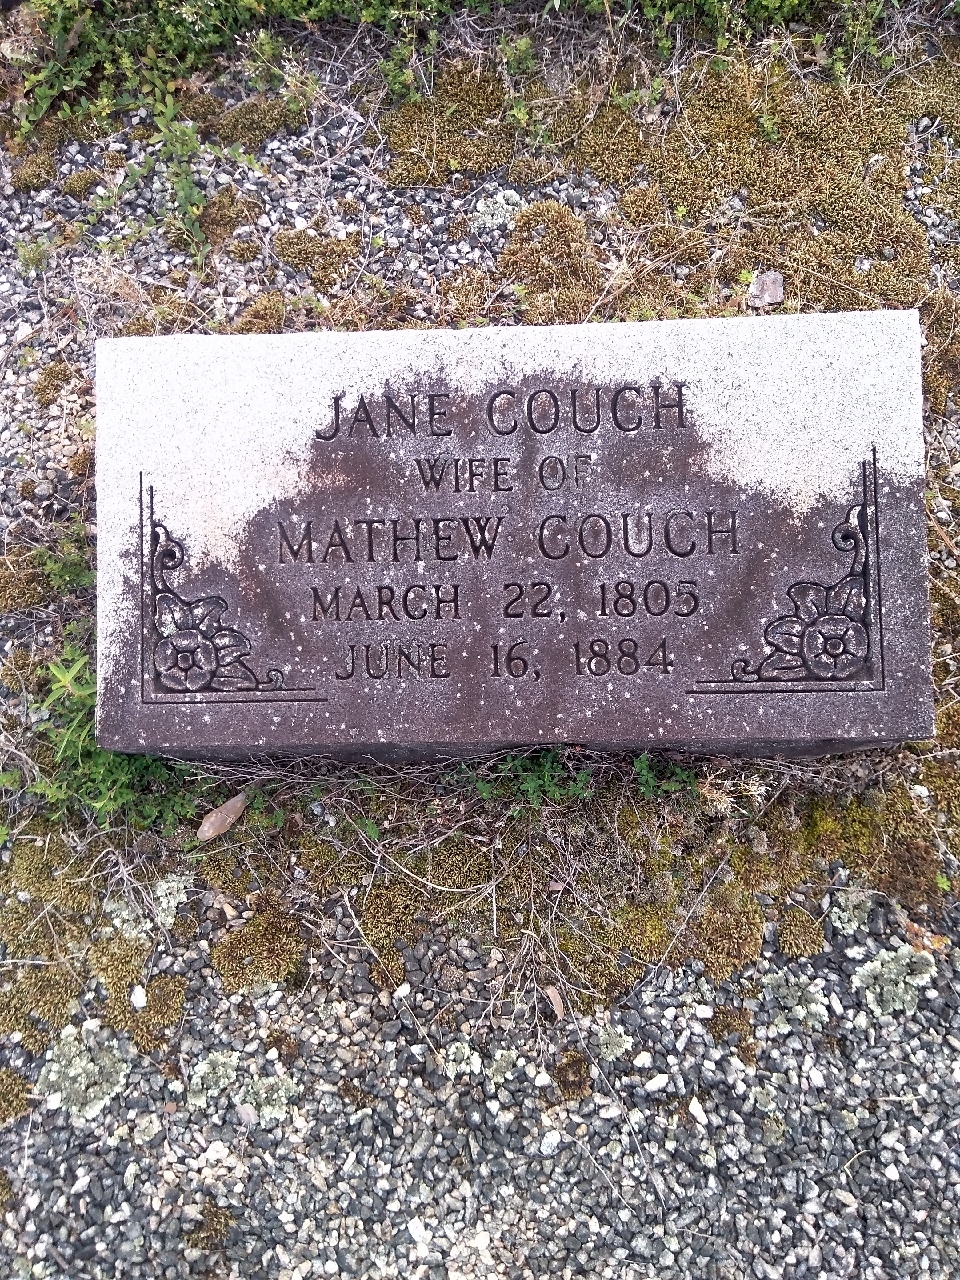 JANE COUCH
WIFE OF
MATHEW COUCH
MARCH 22, 1805
JUNE 16, 1884